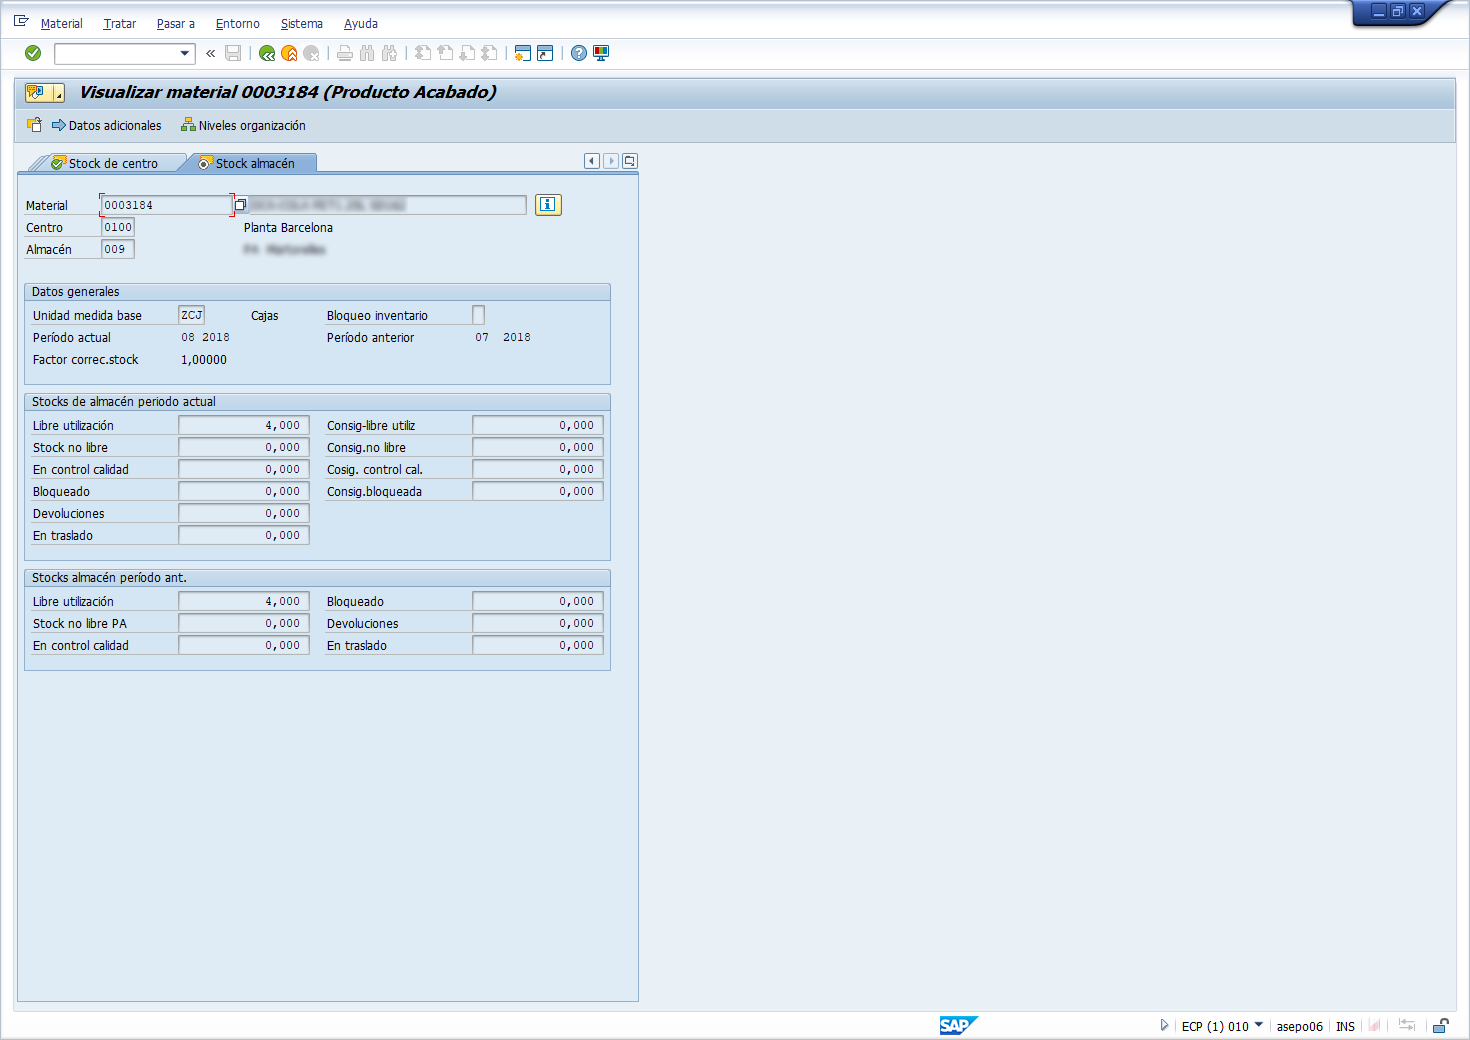 Material Tratar Pasar a Entorno Sistema Ayuda
Visualizar material 0003184 (Producto Acabado)
Datos adicionales Niveles organización
Stock de centro Stock almacén
Material 0003184
Centro 0100 Planta Barcelona
Almacén 009
Datos generales
Unidad medida base ZCJ Cajas Bloqueo inventario
Período actual 08 2018 Período anterior 07 2018
Factor correc.stock 1,00000
Stocks de almacén periodo actual
Libre utilización 4,000 Consig-libre utiliz 0,000
Stock no libre 0,000 Consig.no libre 0,000
En control calidad 0,000 Cosig. control cal. 0,000
Bloqueado 0,000 Consig.bloqueada 0,000
Devoluciones 0,000
En traslado 0,000
Stocks almacén período ant.
Libre utilización 4,000 Bloqueado 0,000
Stock no libre PA 0,000 Devoluciones 0,000
En control calidad 0,000 En traslado 0,000
SAP ECP (1) 010 asepo06 INS